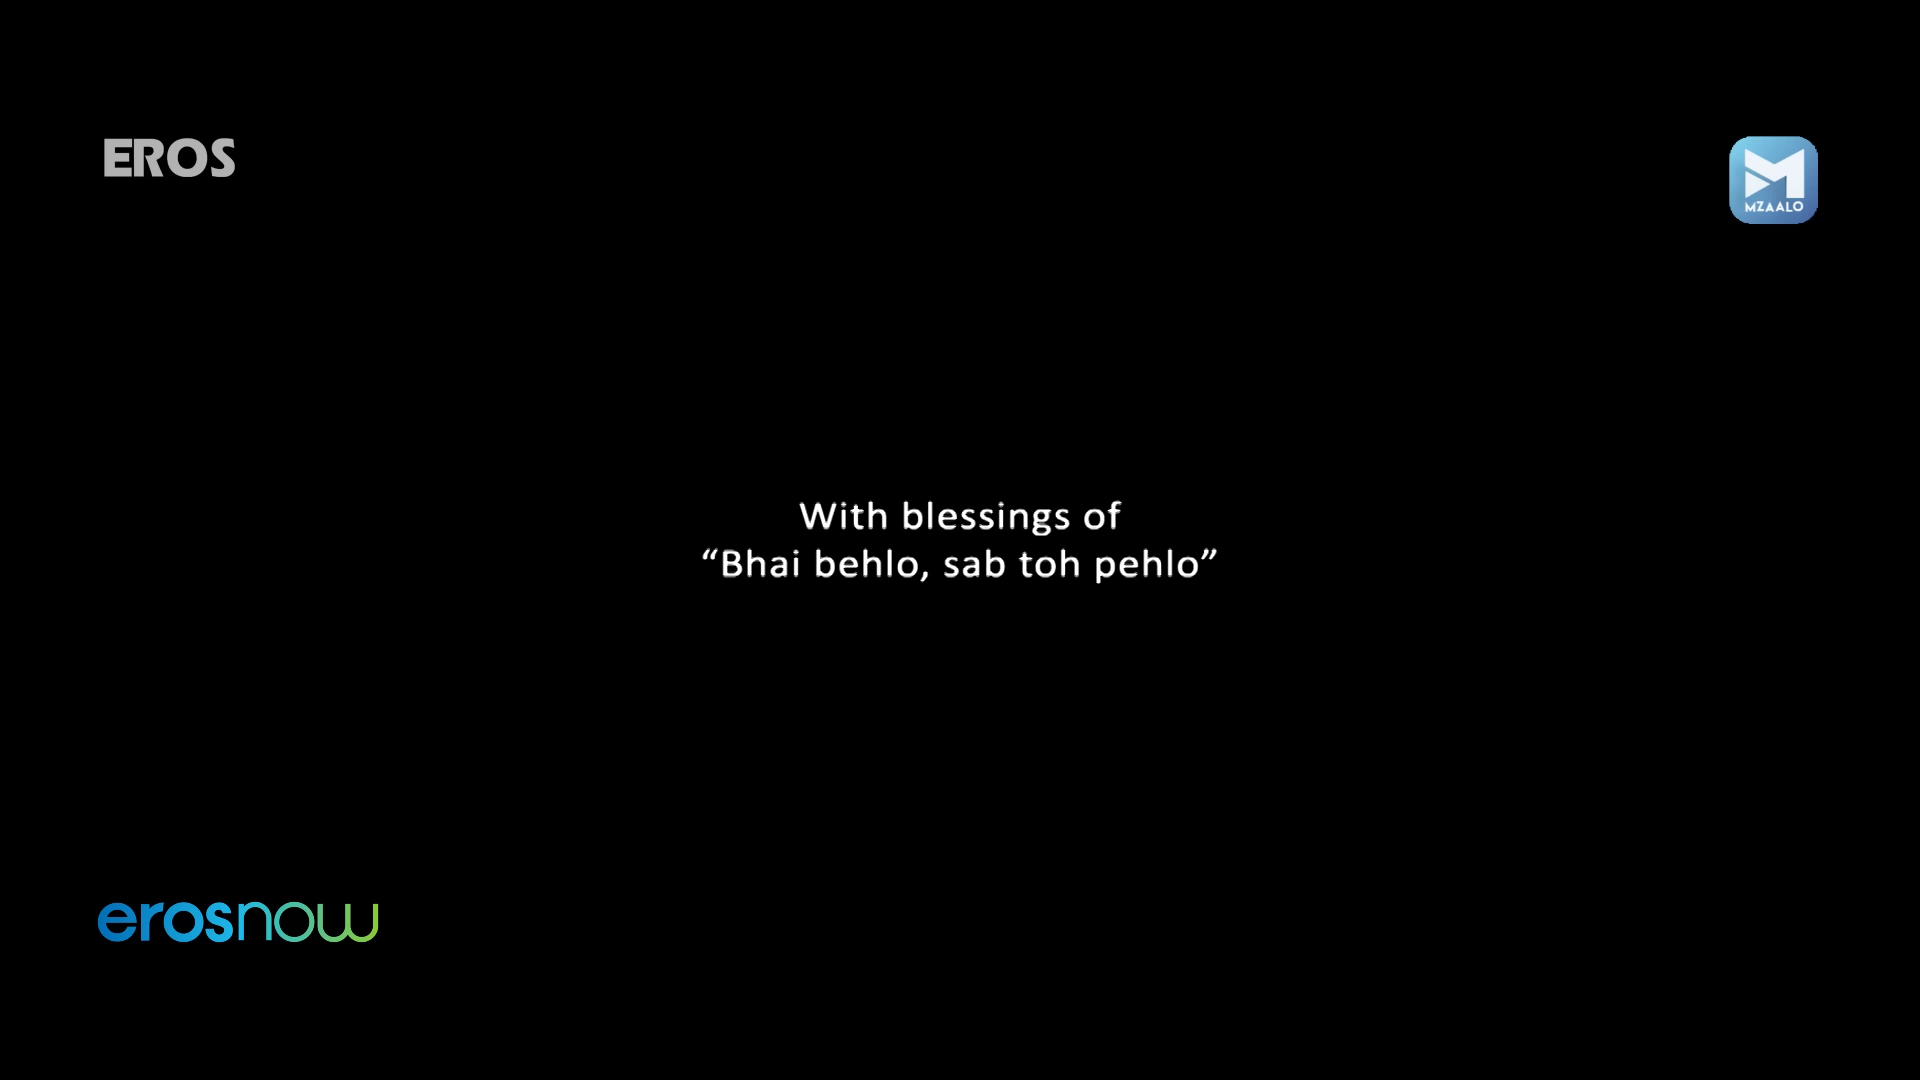 EROS
MZAALO
With blessings of
“Bhai behlo, sab toh pehlo”
erosnow